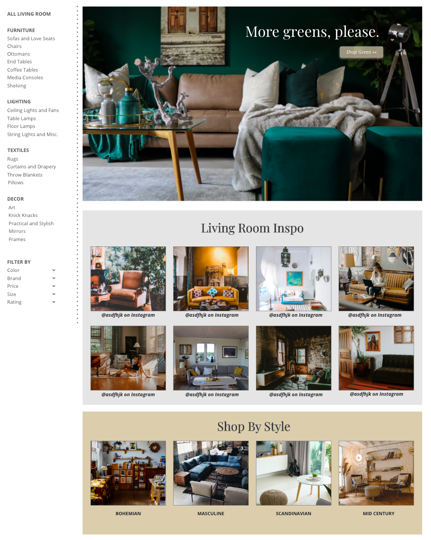 ALL LIVING ROOM
FURNITURE
Sofas and Love Seats
Chairs
Ottomans
End Tables
Coffee Tables
Media Consoles
Shelving
LIGHTING
Ceiling Lights and Fans
Table Lamps
Floor Lamps
String Lights and Misc.
TEXTILES
Rugs
Curtains and Drapery
Throw Blankets
Pillows
DECOR
Art
Knick Knacks
Practical and Stylish
Mirrors
Frames
FILTER BY
Color
Brand
Price
Size
Rating
More greens, please.
Shop Green >>
Living Room Inspo
@asdfhjk on Instagram
@asdfhjk on Instagram
@asdfhjk on Instagram
@asdfhjk on Instagram
@asdfhjk on Instagram
@asdfhjk on Instagram
@asdfhjk on Instagram
@asdfhjk on Instagram
Shop By Style
BOHEMIAN
MASCULINE
SCANDINAVIAN
MID CENTURY